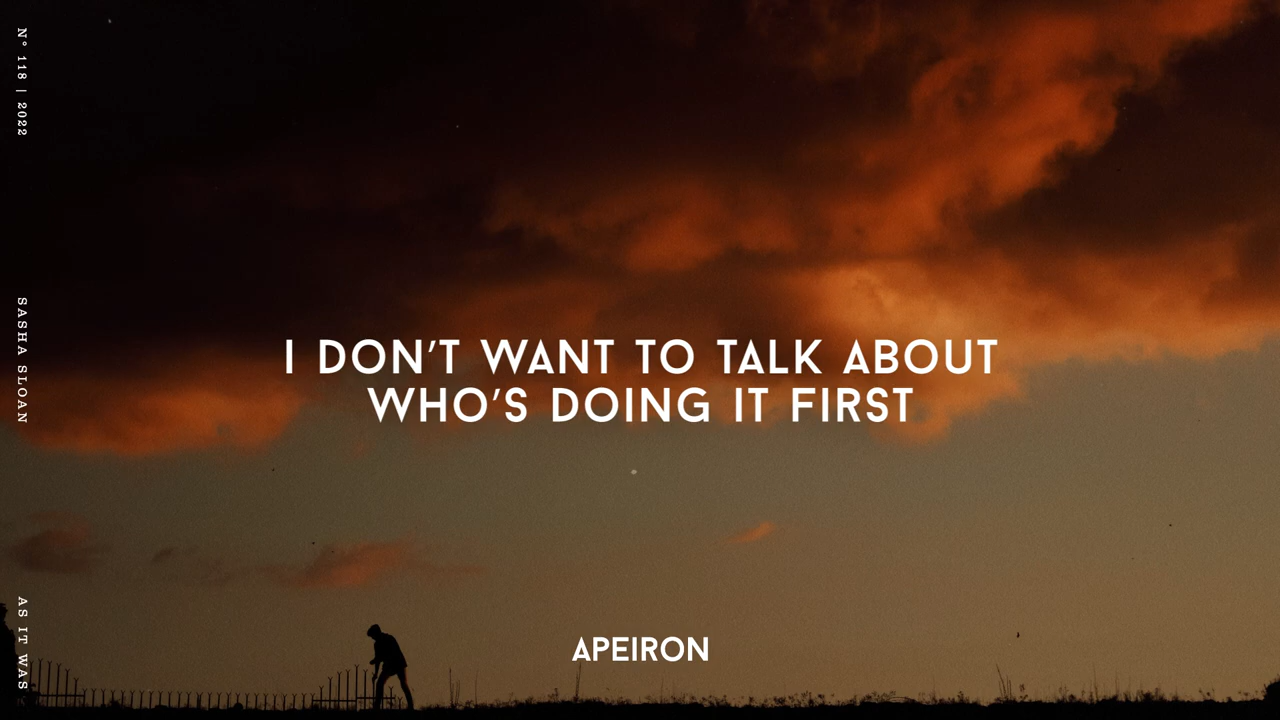 N° 118 | 2022
SASHA SLOAN
AS IT WAS
I DON'T WANT TO TALK ABOUT
WHO'S DOING IT FIRST
APEIRON